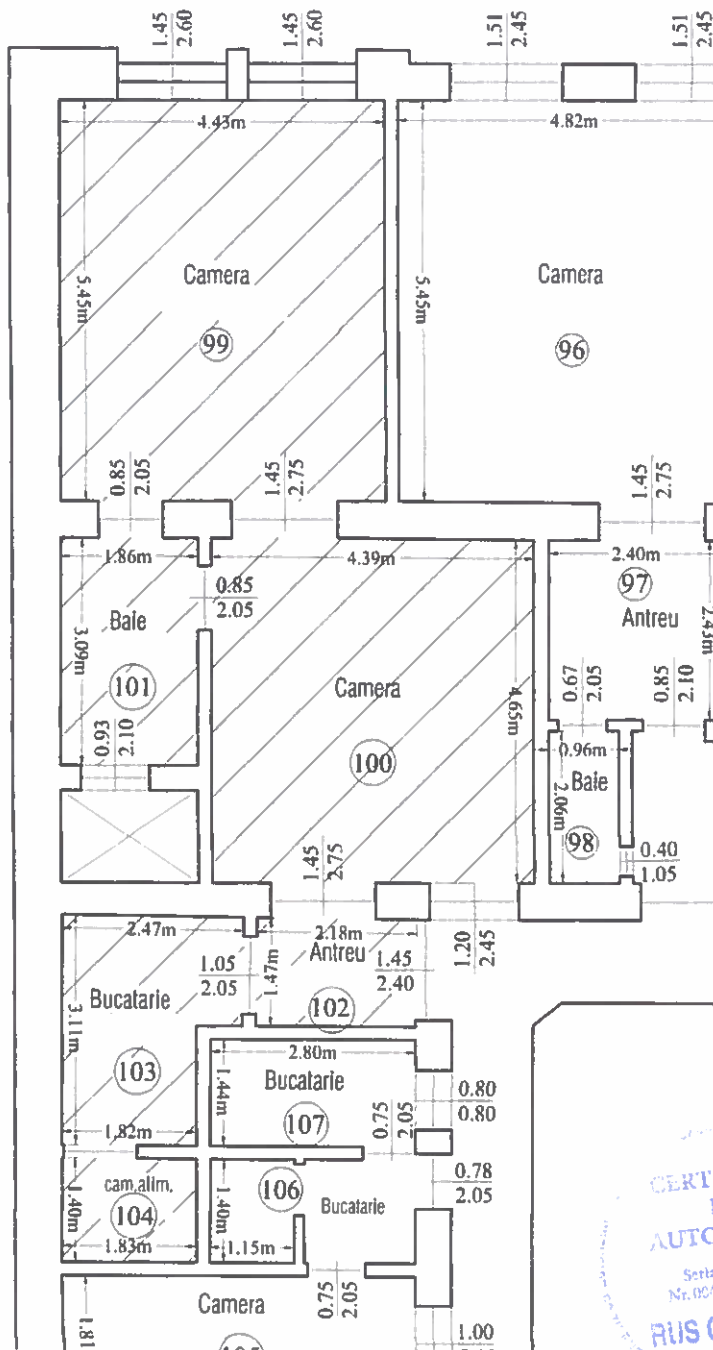 1.45
2.60
1.45
2.60
1.51
2.45
1.51
2.45
4.43m
4.82m
5.45m
Camera
99
5.45m
Camera
96
0.85
2.05
1.45
2.75
1.45
2.75
1.86m
4.39m
2.40m
97
Antreu
2.43m
0.85
2.05
Baie
3.09m
101
Camera
100
4.65m
0.67
2.05
0.85
2.10
0.93
2.10
0.96m
Baie
2.06m
98
0.40
1.05
1.45
2.75
2.47m
2.18m
Antreu
1.20
2.45
1.05
2.05
1.47m
1.45
2.40
102
Bucatarie
3.11m
103
2.80m
Bucatarie
1.44m
107
0.75
2.05
0.80
0.80
1.82m
cam.alim.
1.40m
104
1.83m
1.40m
106
Bucatarie
1.15m
0.78
2.05
0.75
2.05
Camera
1.81
1.00
CERT
AUTO
RUS